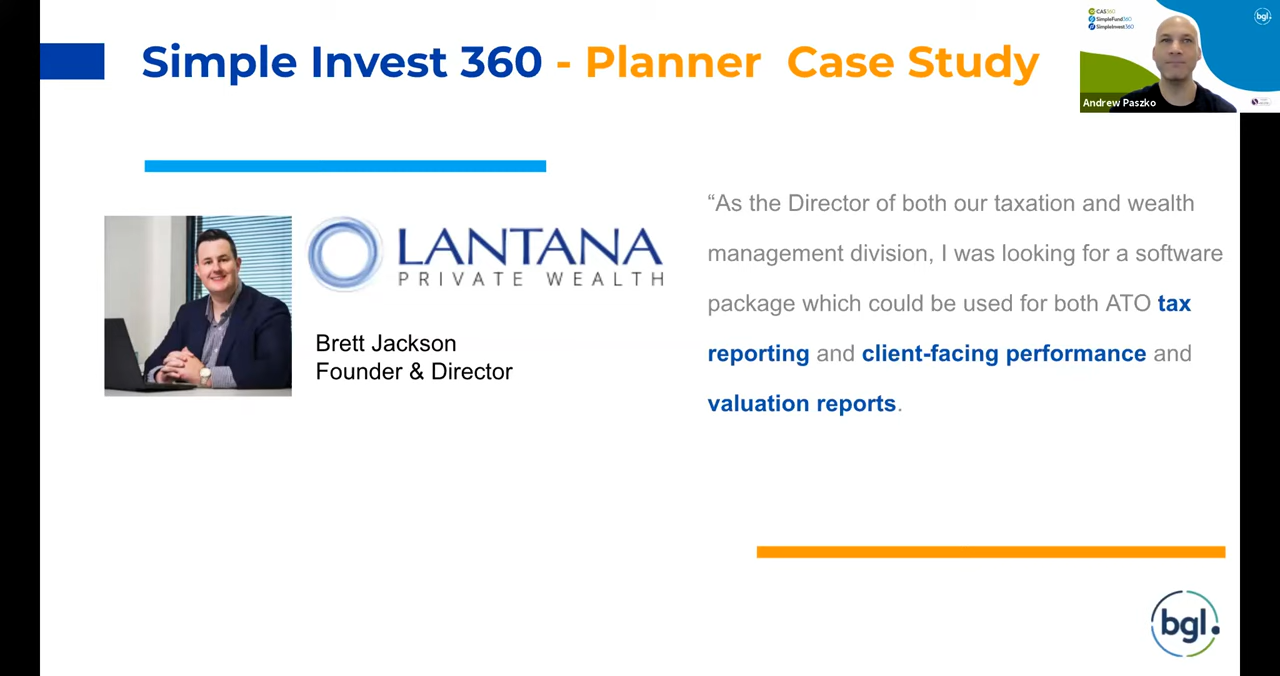 Simple Invest 360 - Planner Case Study
CAS360
SimpleFund360
SimpleInvest360
bgl.
Andrew Paszko
LANTANA
PRIVATE WEALTH
Brett Jackson
Founder & Director
“As the Director of both our taxation and wealth
management division, I was looking for a software
package which could be used for both ATO tax
reporting and client-facing performance and
valuation reports.
bgl.